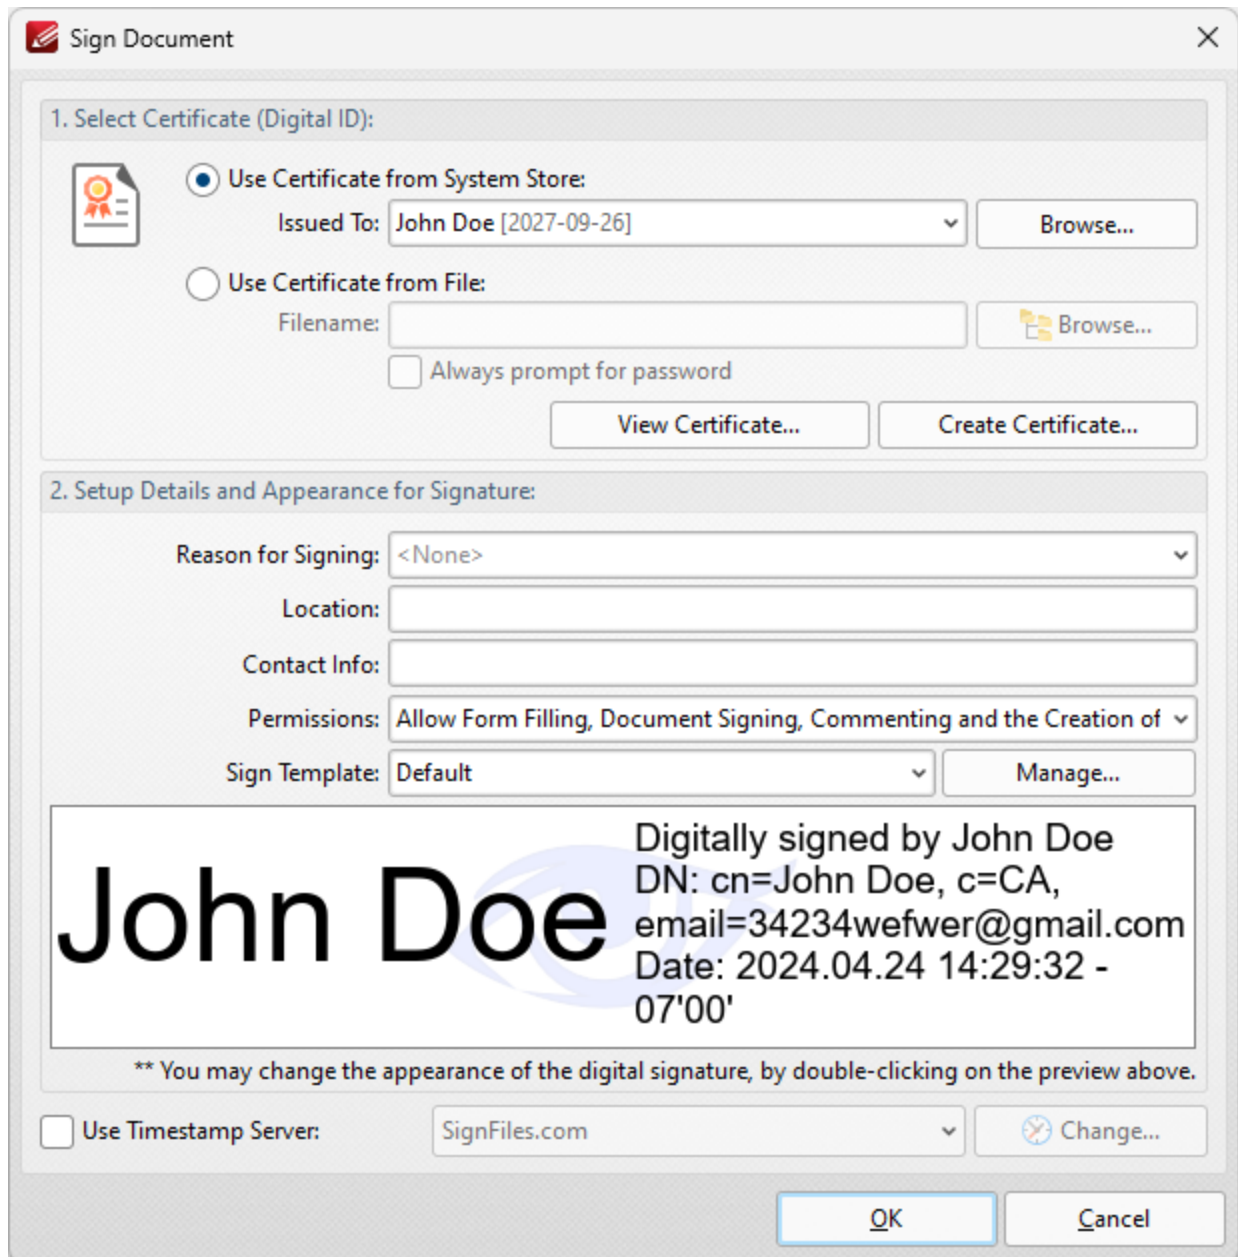 Sign Document
1. Select Certificate (Digital ID):
Use Certificate from System Store:
Issued To: John Doe [2027-09-26] Browse...
Use Certificate from File:
Filename: Browse...
Always prompt for password
View Certificate... Create Certificate...
2. Setup Details and Appearance for Signature:
Reason for Signing: <None>
Location:
Contact Info:
Permissions: Allow Form Filling, Document Signing, Commenting and the Creation of
Sign Template: Default Manage...
John Doe
Digitally signed by John Doe
DN: cn=John Doe, c=CA,
email=34234wefwer@gmail.com
Date: 2024.04.24 14:29:32 -
07'00'
** You may change the appearance of the digital signature, by double-clicking on the preview above.
Use Timestamp Server: SignFiles.com Change...
OK Cancel